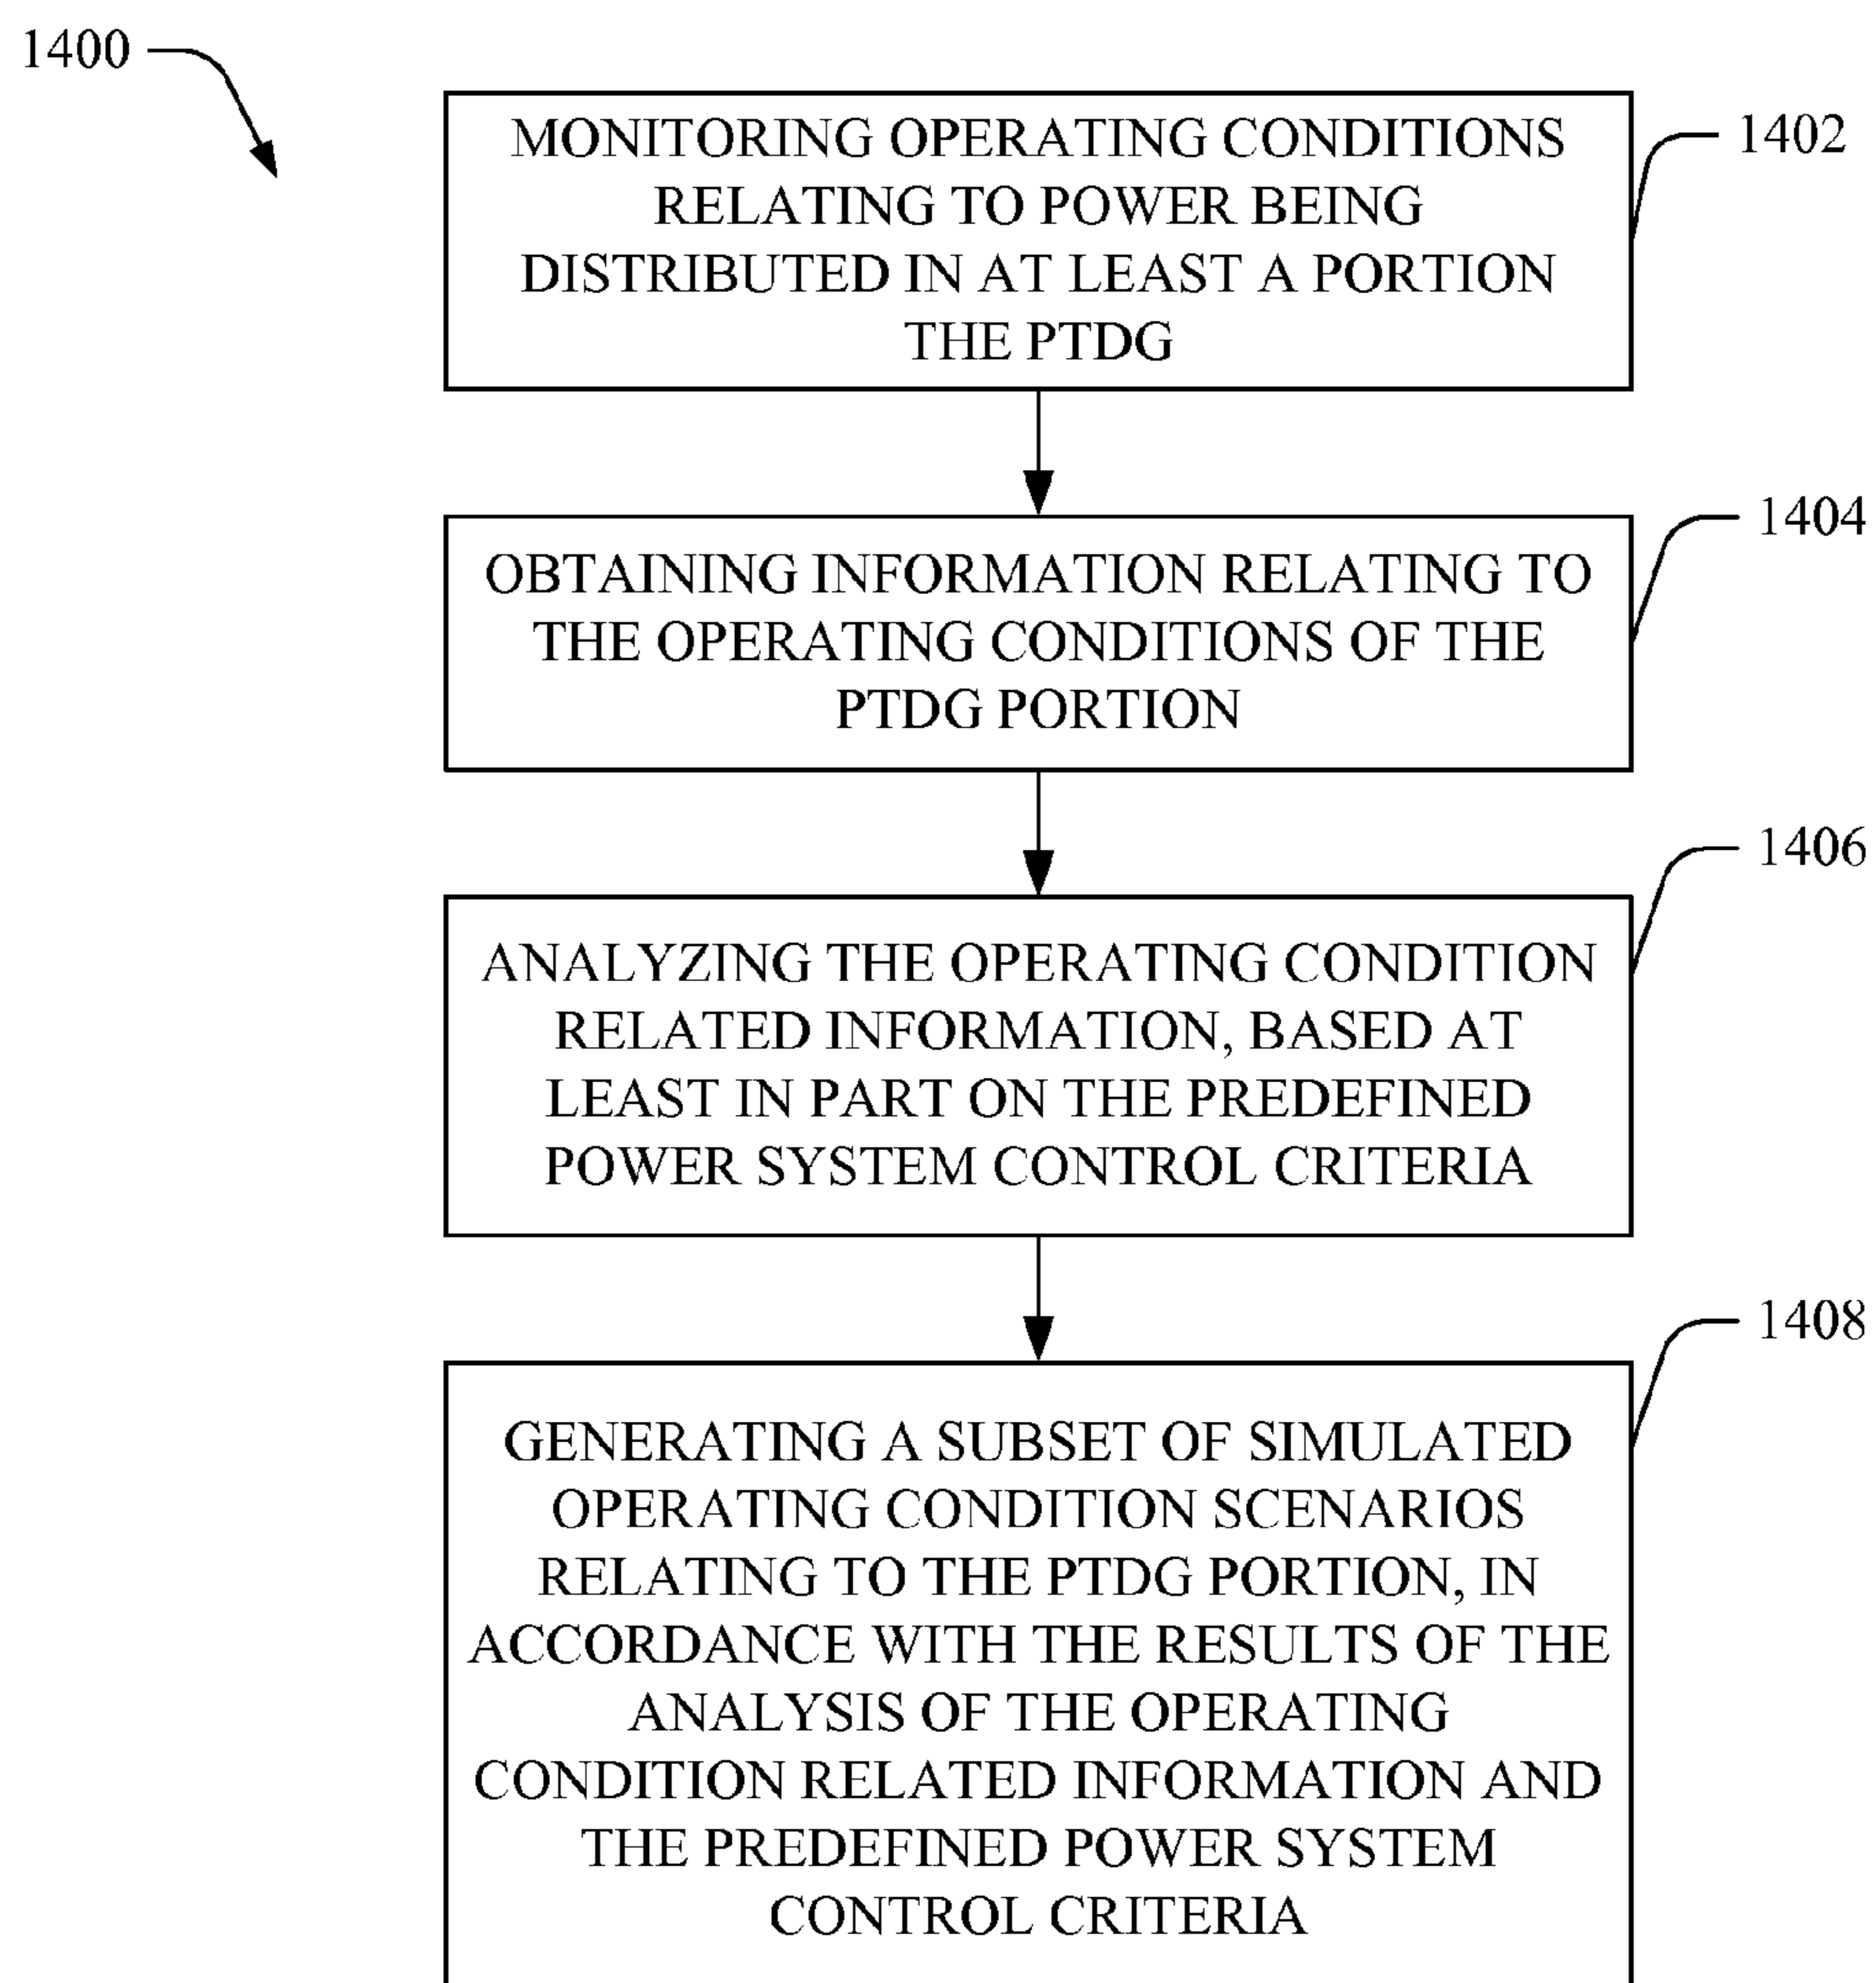 1400
MONITORING OPERATING CONDITIONS
RELATING TO POWER BEING
DISTRIBUTED IN AT LEAST A PORTION
THE PTDG
1402
OBTAINING INFORMATION RELATING TO
THE OPERATING CONDITIONS OF THE
PTDG PORTION
1404
ANALYZING THE OPERATING CONDITION
RELATED INFORMATION, BASED AT
LEAST IN PART ON THE PREDEFINED
POWER SYSTEM CONTROL CRITERIA
1406
GENERATING A SUBSET OF SIMULATED
OPERATING CONDITION SCENARIOS
RELATING TO THE PTDG PORTION, IN
ACCORDANCE WITH THE RESULTS OF THE
ANALYSIS OF THE OPERATING
CONDITION RELATED INFORMATION AND
THE PREDEFINED POWER SYSTEM
CONTROL CRITERIA
1408